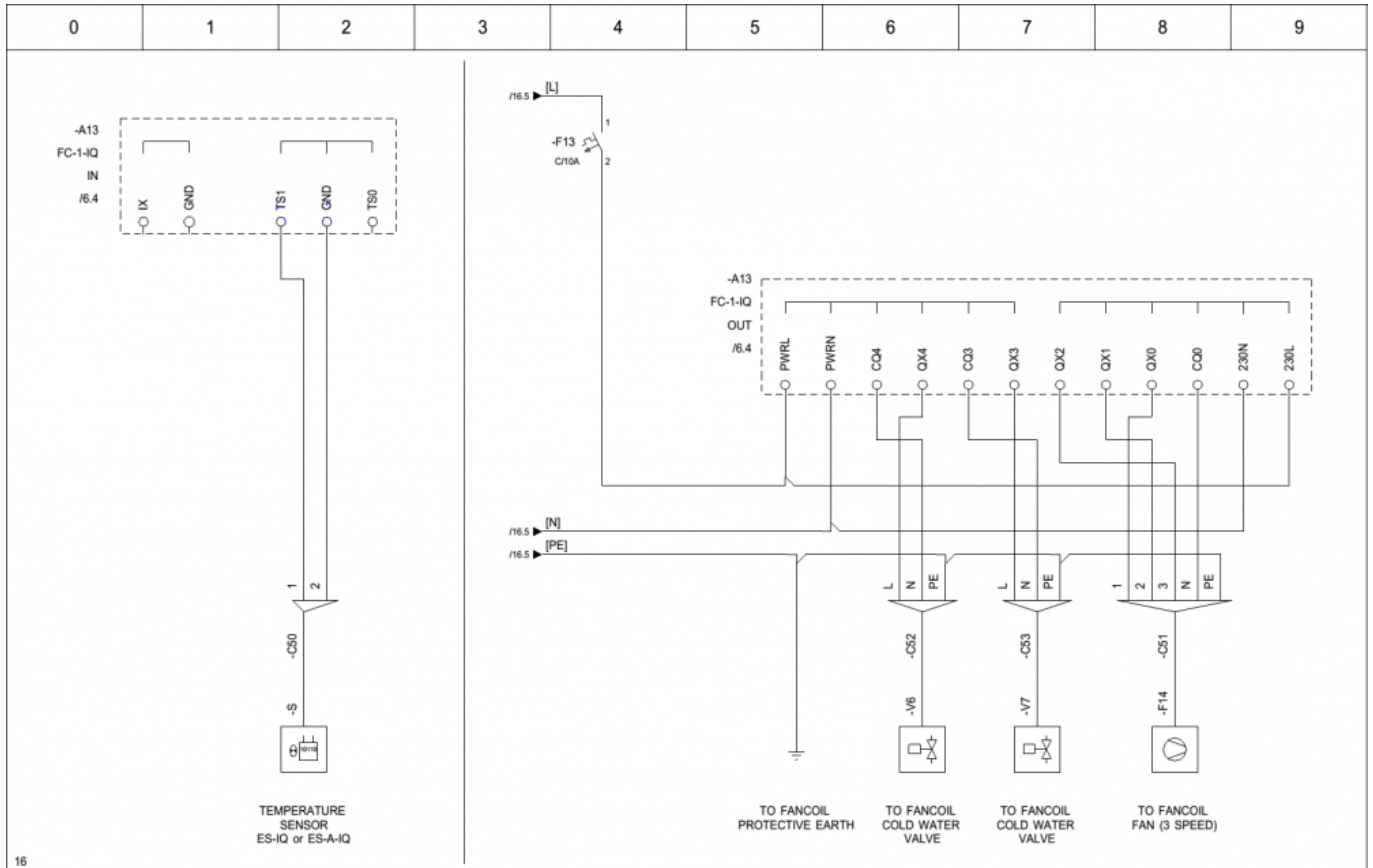 0 1 2 3 4 5 6 7 8 9
/16.5 [L]
-A13
FC-1-IQ
IN
/6.4
IX GND TS1 GND TS0
1
-F13
C/10A
2
-A13
FC-1-IQ
OUT
/6.4
PWRL PWRN CQ4 QX4 CQ3 QX3 QX2 QX1 QX0 CQ0 230N 230L
/16.5 [N]
/16.5 [PE]
1 2
L N PE L N PE 1 2 3 N PE
-C50 -C52 -C53 -C51
-S -V6 -V7 -F14
θ 10110
TEMPERATURE
SENSOR
ES-IQ or ES-A-IQ
TO FANCOIL
PROTECTIVE EARTH
TO FANCOIL
COLD WATER
VALVE
TO FANCOIL
COLD WATER
VALVE
TO FANCOIL
FAN (3 SPEED)
16